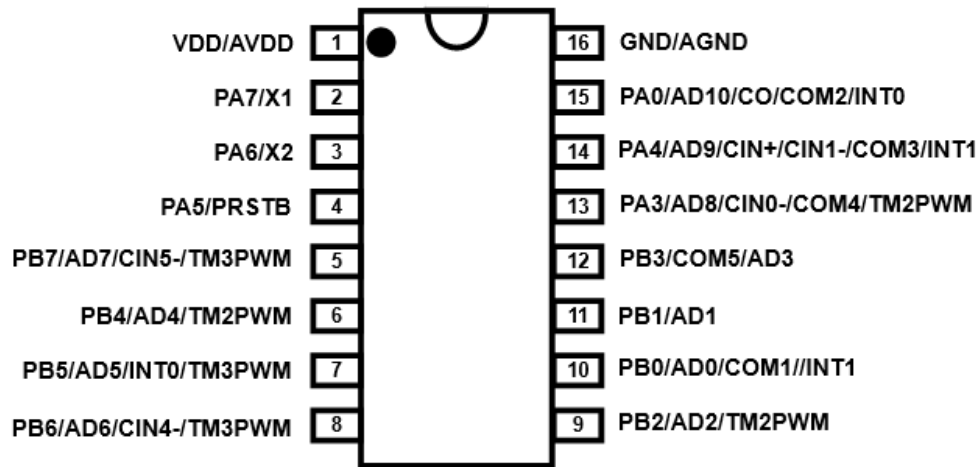 VDD/AVDD 1 16 GND/AGND
PA7/X1 2 15 PA0/AD10/CO/COM2/INT0
PA6/X2 3 14 PA4/AD9/CIN+/CIN1-/COM3/INT1
PA5/PRSTB 4 13 PA3/AD8/CIN0-/COM4/TM2PWM
PB7/AD7/CIN5-/TM3PWM 5 12 PB3/COM5/AD3
PB4/AD4/TM2PWM 6 11 PB1/AD1
PB5/AD5/INT0/TM3PWM 7 10 PB0/AD0/COM1//INT1
PB6/AD6/CIN4-/TM3PWM 8 9 PB2/AD2/TM2PWM